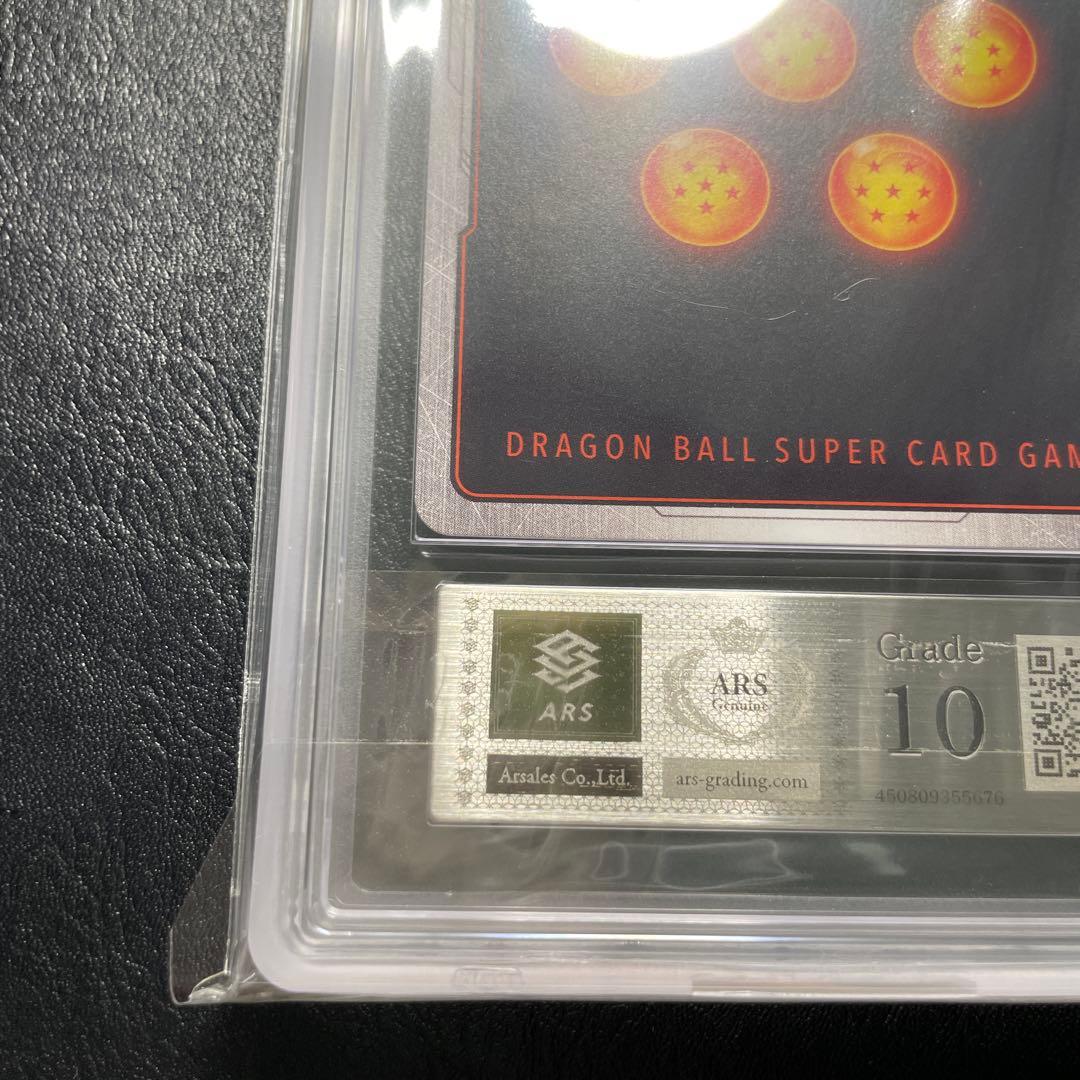 DRAGON BALL SUPER CARD GAM
ARS
Arsales Co.,Ltd.
ARS
Genuine
ars-grading.com
Grade
10
450809355676